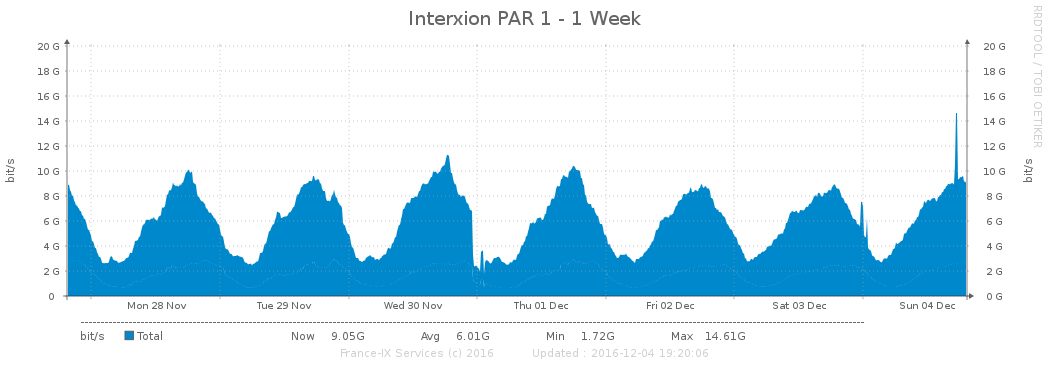 Interxion PAR 1 - 1 Week
RRDTOOL / TOBI OETIKER
bit/s
bit/s
20 G 20 G
18 G 18 G
16 G 16 G
14 G 14 G
12 G 12 G
10 G 10 G
8 G 8 G
6 G 6 G
4 G 4 G
2 G 2 G
0 0 G
Mon 28 Nov Tue 29 Nov Wed 30 Nov Thu 01 Dec Fri 02 Dec Sat 03 Dec Sun 04 Dec
bit/s Total Now 9.05G Avg 6.01G Min 1.72G Max 14.61G
France-IX Services (c) 2016 Updated : 2016-12-04 19:20:06